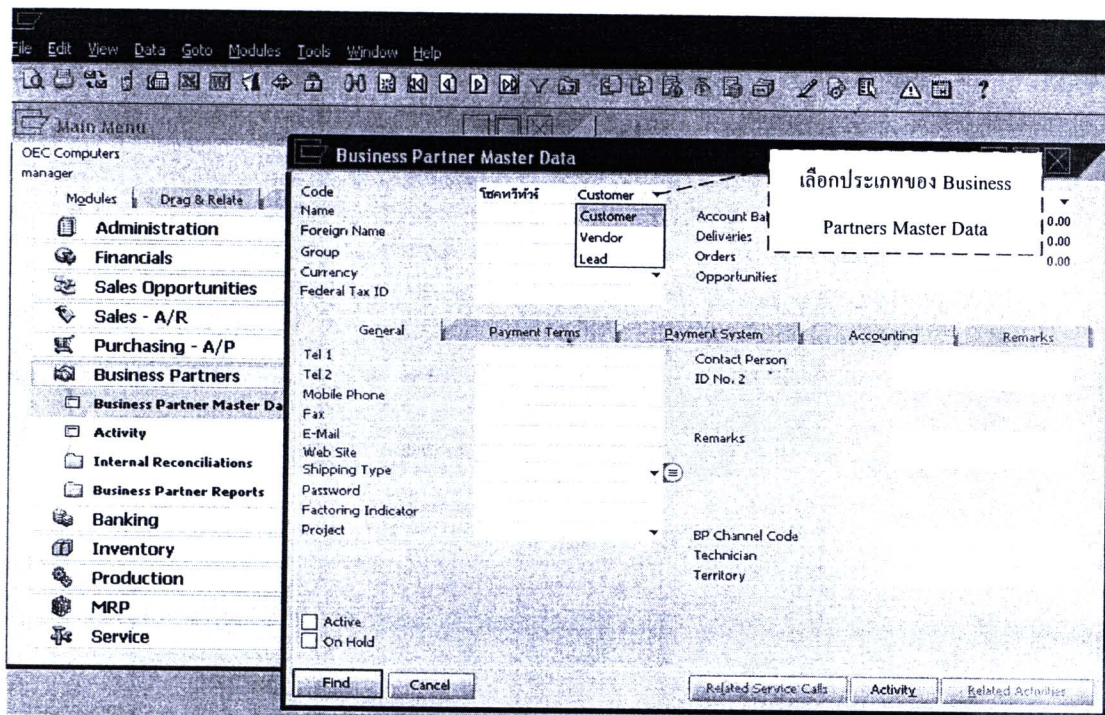 File Edit View Data Goto Modules Tools Window Help
Main Menu
OEC Computers
manager
Modules Drag & Relate
Administration
Financials
Sales Opportunities
Sales - A/R
Purchasing - A/P
Business Partners
Business Partner Master Da
Activity
Internal Reconciliations
Business Partner Reports
Banking
Inventory
Production
MRP
Service
Business Partner Master Data
Code Customer
Name
Foreign Name
Group
Currency
Federal Tax ID
Customer
Vendor
Lead
Account Bal 0.00
Deliveries 0.00
Orders 0.00
Opportunities
เลือกประเภทของ Business
Partners Master Data
General Payment Terms Payment System Accounting Remarks
Tel 1
Tel 2
Mobile Phone
Fax
E-Mail
Web Site
Shipping Type
Password
Factoring Indicator
Project
Contact Person
ID No. 2
Remarks
BP Channel Code
Technician
Territory
Active
On Hold
Find Cancel Related Service Calls Activity Related Activities